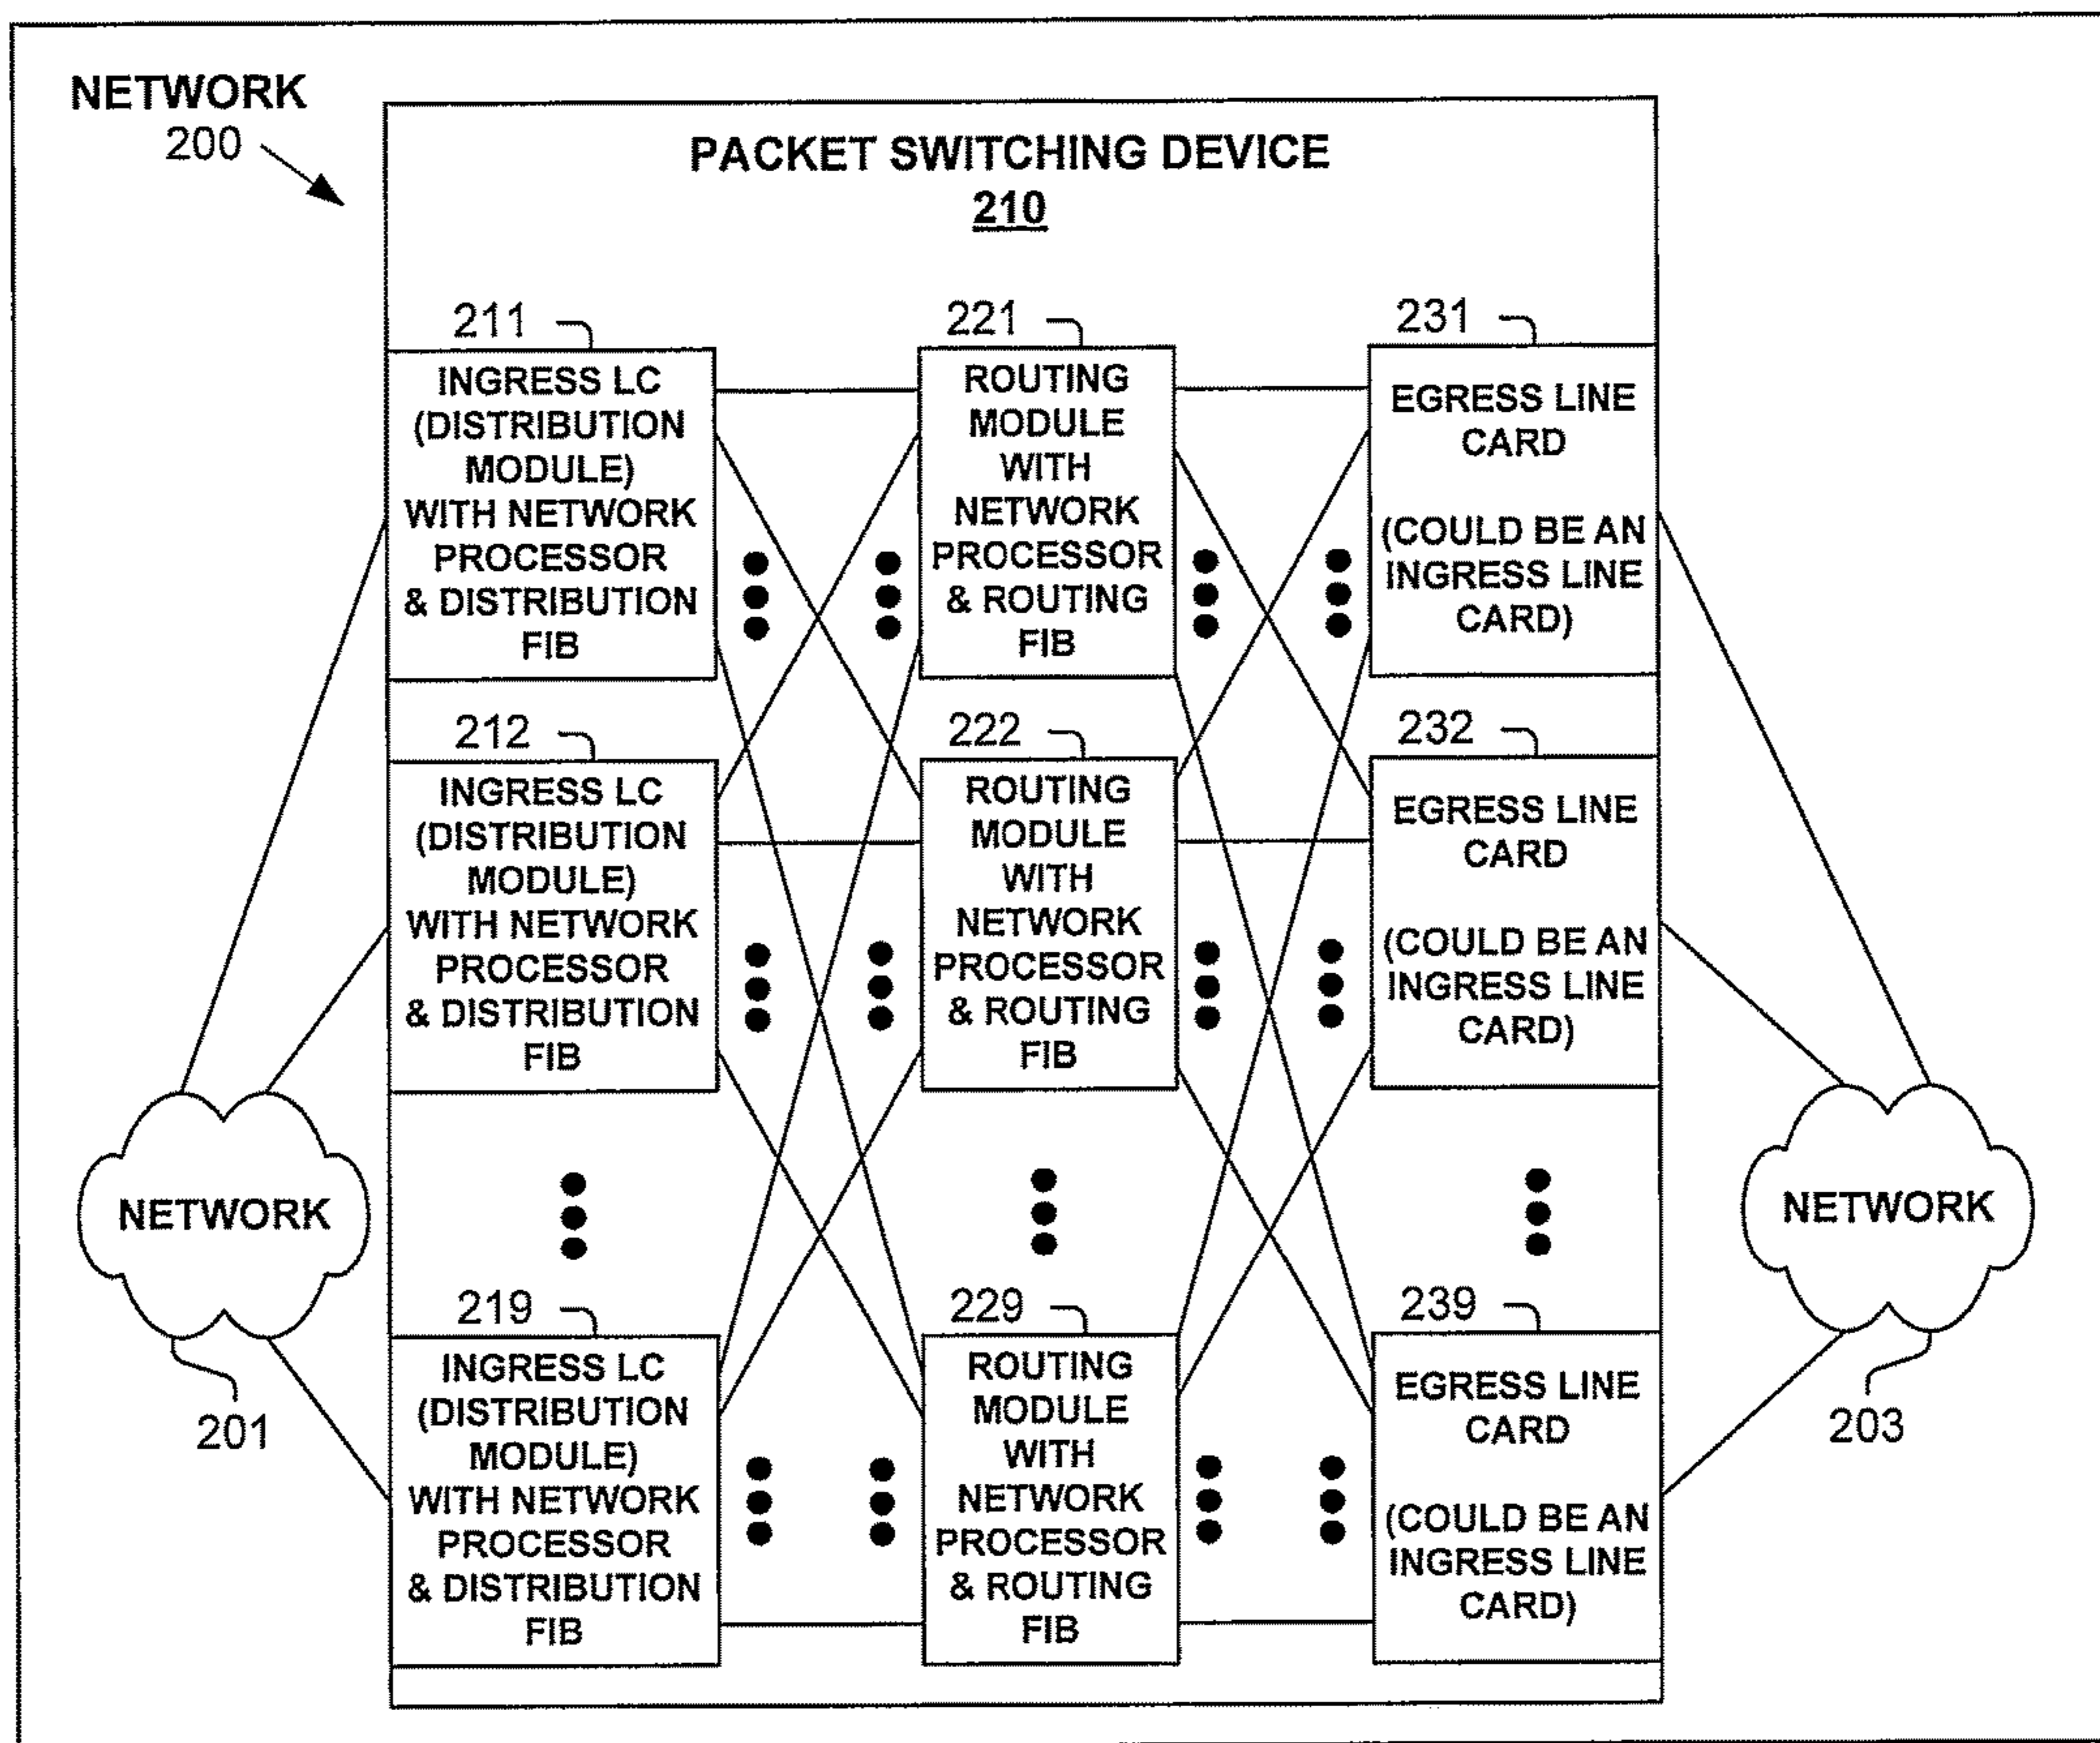 NETWORK
200
PACKET SWITCHING DEVICE
210
211
INGRESS LC
(DISTRIBUTION
MODULE)
WITH NETWORK
PROCESSOR
& DISTRIBUTION
FIB
221
ROUTING
MODULE
WITH
NETWORK
PROCESSOR
& ROUTING
FIB
231
EGRESS LINE
CARD
(COULD BE AN
INGRESS LINE
CARD)
212
INGRESS LC
(DISTRIBUTION
MODULE)
WITH NETWORK
PROCESSOR
& DISTRIBUTION
FIB
222
ROUTING
MODULE
WITH
NETWORK
PROCESSOR
& ROUTING
FIB
232
EGRESS LINE
CARD
(COULD BE AN
INGRESS LINE
CARD)
NETWORK
201
NETWORK
203
219
INGRESS LC
(DISTRIBUTION
MODULE)
WITH NETWORK
PROCESSOR
& DISTRIBUTION
FIB
229
ROUTING
MODULE
WITH
NETWORK
PROCESSOR
& ROUTING
FIB
239
EGRESS LINE
CARD
(COULD BE AN
INGRESS LINE
CARD)